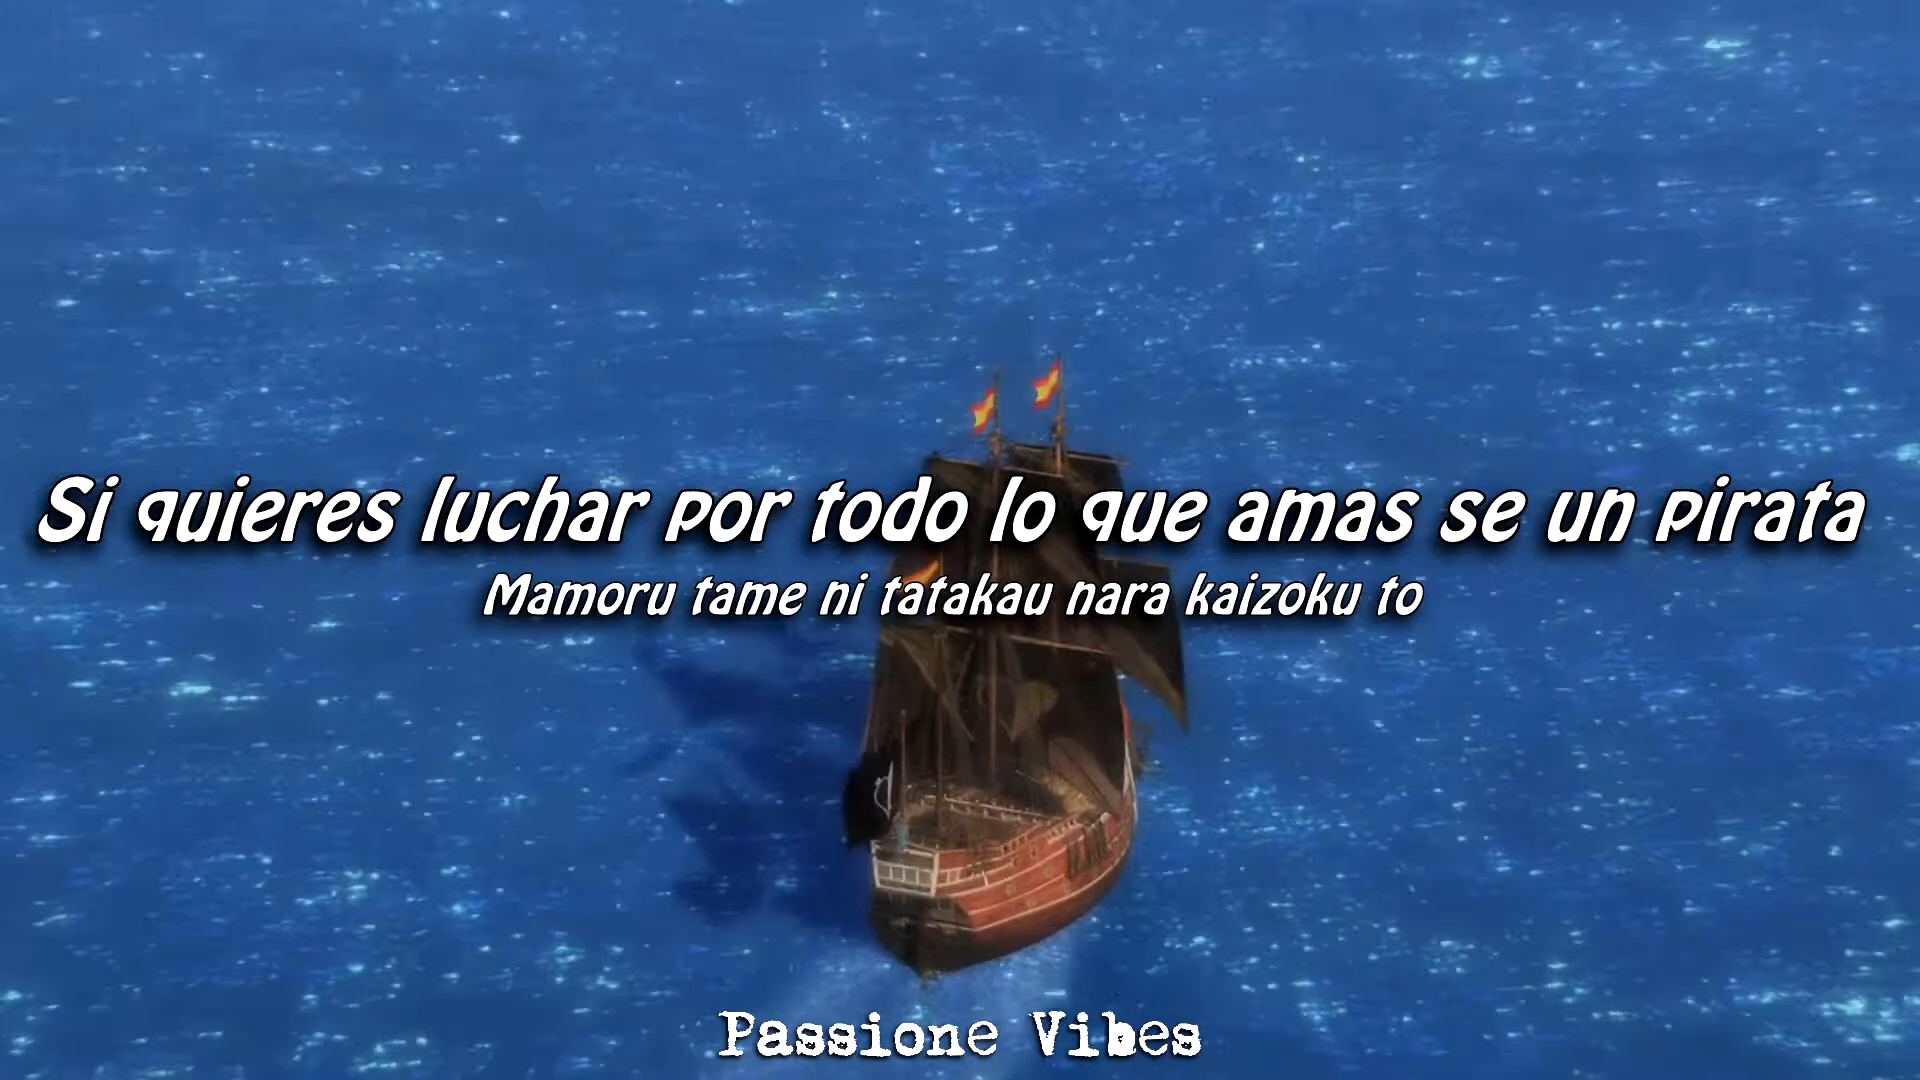 Si quieres luchar por todo lo que amas se un pirata
Mamoru tame ni tatakau nara kaizoku to
Passione Vibes